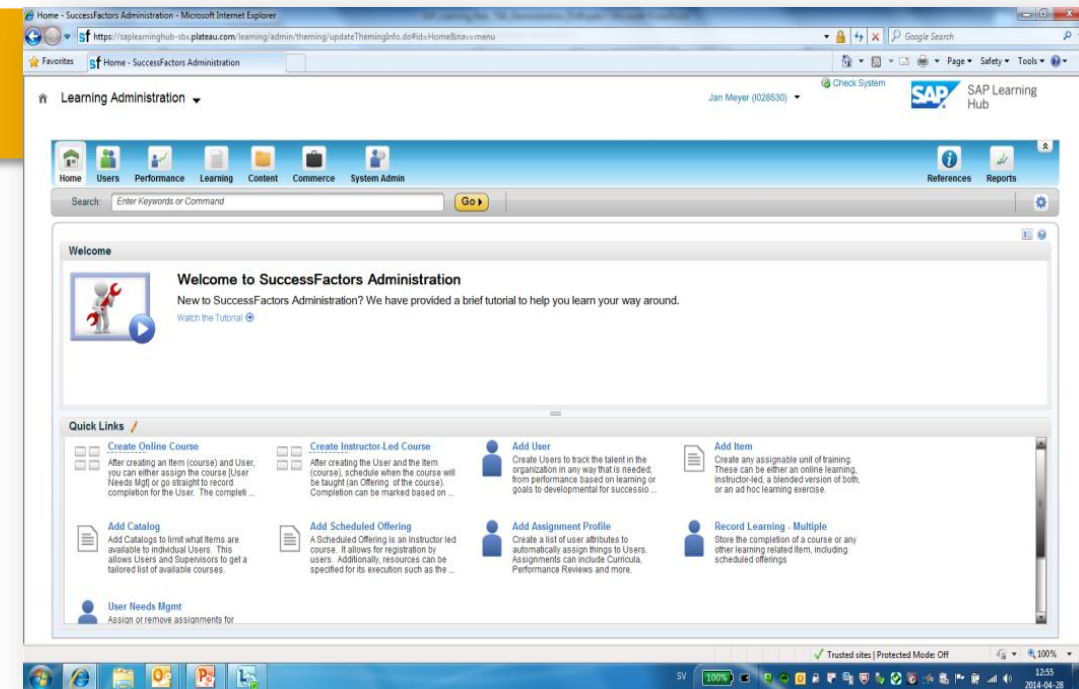 Home - SuccessFactors Administration - Microsoft Internet Explorer
https://saplearninghub-sbx.plateau.com/learning/admin/theming/updateThemingInfo.do#id=Home&nav=menu
Google Search
Favorites
Home - SuccessFactors Administration
Page
Safety
Tools
Learning Administration
Jan Meyer (I028530)
Check System
SAP
SAP Learning
Hub
Home
Users
Performance
Learning
Content
Commerce
System Admin
References
Reports
Search:
Enter Keywords or Command
Go
Welcome
Welcome to SuccessFactors Administration
New to SuccessFactors Administration? We have provided a brief tutorial to help you learn your way around.
Watch the Tutorial
Quick Links
Create Online Course
After creating an Item (course) and User,
you can either assign the course [User
Needs Mgt] or go straight to record
completion for the User. The completi ...
Create Instructor-Led Course
After creating the User and the Item
(course), schedule when the course will
be taught (an Offering of the course).
Completion can be marked based on ...
Add User
Create Users to track the talent in the
organization in any way that is needed;
from performance based on learning or
goals to developmental for successio ...
Add Item
Create any assignable unit of training.
These can be either an online learning,
instructor-led, a blended version of both,
or an ad hoc learning exercise.
Add Catalog
Add Catalogs to limit what Items are
available to individual Users. This
allows Users and Supervisors to get a
tailored list of available courses.
Add Scheduled Offering
A Scheduled Offering is an Instructor led
course. It allows for registration by
users. Additionally, resources can be
specified for its execution such as the ...
Add Assignment Profile
Create a list of user attributes to
automatically assign things to Users.
Assignments can include Curricula,
Performance Reviews and more.
Record Learning - Multiple
Store the completion of a course or any
other learning related Item, including
scheduled offerings
User Needs Mgmt
Assign or remove assignments for
Trusted sites | Protected Mode: Off
100%
SV
100%
12:55
2014-04-28